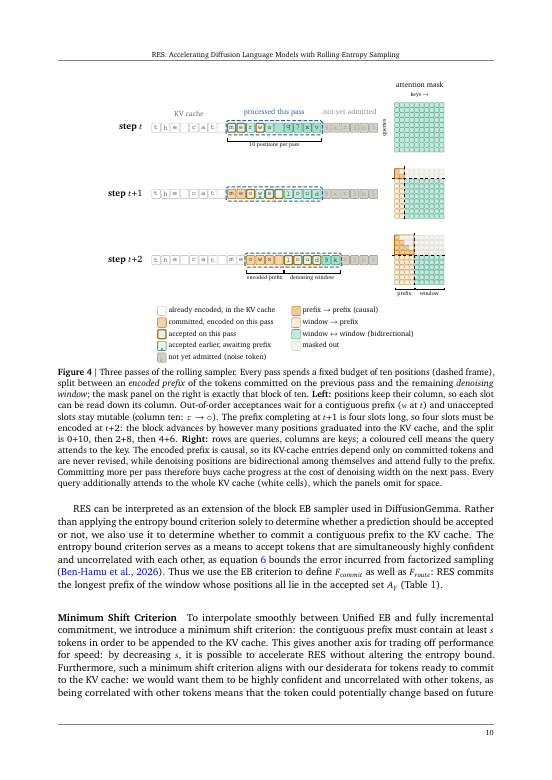 RES: Accelerating Diffusion Language Models with Rolling Entropy Sampling
attention mask
keys →
KV cache
processed this pass
not yet admitted
queries
step t
t h e c a t
10 positions per pass
step t+1
t h e c a t
step t+2
t h e c a t m e
encoded prefix
denoising window
prefix
window
already encoded, in the KV cache
committed, encoded on this pass
accepted on this pass
accepted earlier, awaiting prefix
not yet admitted (noise token)
prefix → prefix (causal)
window → prefix
window ↔ window (bidirectional)
masked out
Figure 4 | Three passes of the rolling sampler. Every pass spends a fixed budget of ten positions (dashed frame),
split between an encoded prefix of the tokens committed on the previous pass and the remaining denoising
window; the mask panel on the right is exactly that block of ten. Left: positions keep their column, so each slot
can be read down its column. Out-of-order acceptances wait for a contiguous prefix (w at t) and unaccepted
slots stay mutable (column ten: r → o). The prefix completing at t+1 is four slots long, so four slots must be
encoded at t+2: the block advances by however many positions graduated into the KV cache, and the split
is 0+10, then 2+8, then 4+6. Right: rows are queries, columns are keys; a coloured cell means the query
attends to the key. The encoded prefix is causal, so its KV-cache entries depend only on committed tokens and
are never revised, while denoising positions are bidirectional among themselves and attend fully to the prefix.
Committing more per pass therefore buys cache progress at the cost of denoising width on the next pass. Every
query additionally attends to the whole KV cache (white cells), which the panels omit for space.
RES can be interpreted as an extension of the block EB sampler used in DiffusionGemma. Rather
than applying the entropy bound criterion solely to determine whether a prediction should be accepted
or not, we also use it to determine whether to commit a contiguous prefix to the KV cache. The
entropy bound criterion serves as a means to accept tokens that are simultaneously highly confident
and uncorrelated with each other, as equation 6 bounds the error incurred from factorized sampling
(Ben-Hamu et al., 2026). Thus we use the EB criterion to define F_commit as well as F_route: RES commits
the longest prefix of the window whose positions all lie in the accepted set A_F (Table 1).
Minimum Shift Criterion To interpolate smoothly between Unified EB and fully incremental
commitment, we introduce a minimum shift criterion: the contiguous prefix must contain at least s
tokens in order to be appended to the KV cache. This gives another axis for trading off performance
for speed: by decreasing s, it is possible to accelerate RES without altering the entropy bound.
Furthermore, such a minimum shift criterion aligns with our desiderata for tokens ready to commit
to the KV cache: we would want them to be highly confident and uncorrelated with other tokens, as
being correlated with other tokens means that the token could potentially change based on future
10